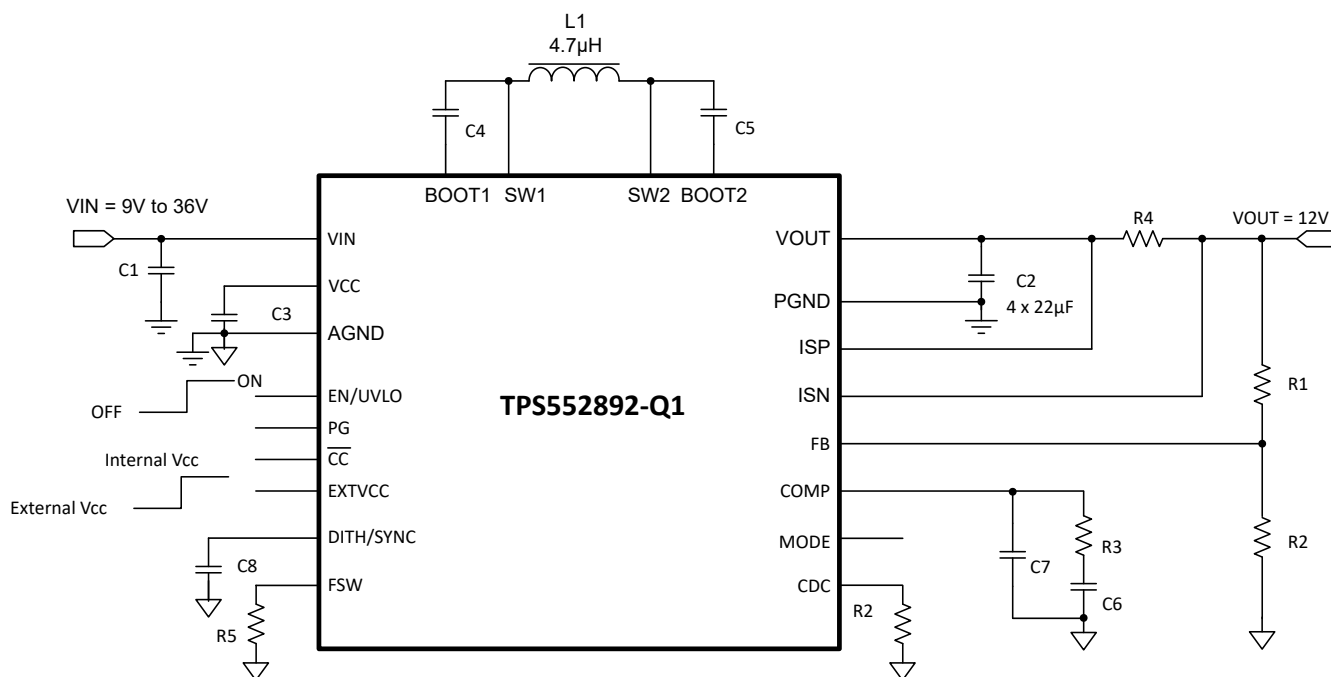 L1
4.7µH
C4
C5
BOOT1
SW1
SW2
BOOT2
VIN = 9V to 36V
C1
VIN
VCC
C3
AGND
ON
OFF
EN/UVLO
PG
Internal Vcc
CC
External Vcc
EXTVCC
DITH/SYNC
C8
FSW
R5
TPS552892-Q1
VOUT
R4
VOUT = 12V
C2
4 x 22µF
PGND
ISP
ISN
R1
FB
COMP
MODE
C7
R3
C6
R2
CDC
R2